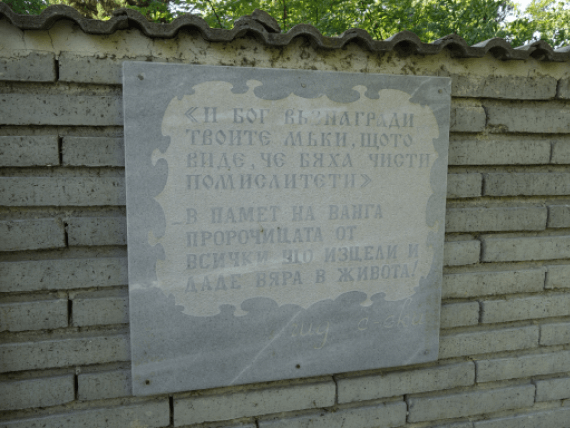 «И БОГ ВЪЗНАГРАДИ
ТВОИТЕ МЪКИ, ЩОТО
ВИДЕ, ЧЕ БЯХА ЧИСТИ
ПОМИСЛИТЕ ТИ»
В ПАМЕТ НА ВАНГА
ПРОРОЧИЦАТА ОТ
ВСИЧКИ, ЧТО ИЗЦЕЛИ И
ДАДЕ ВЯРА В ЖИВОТА!